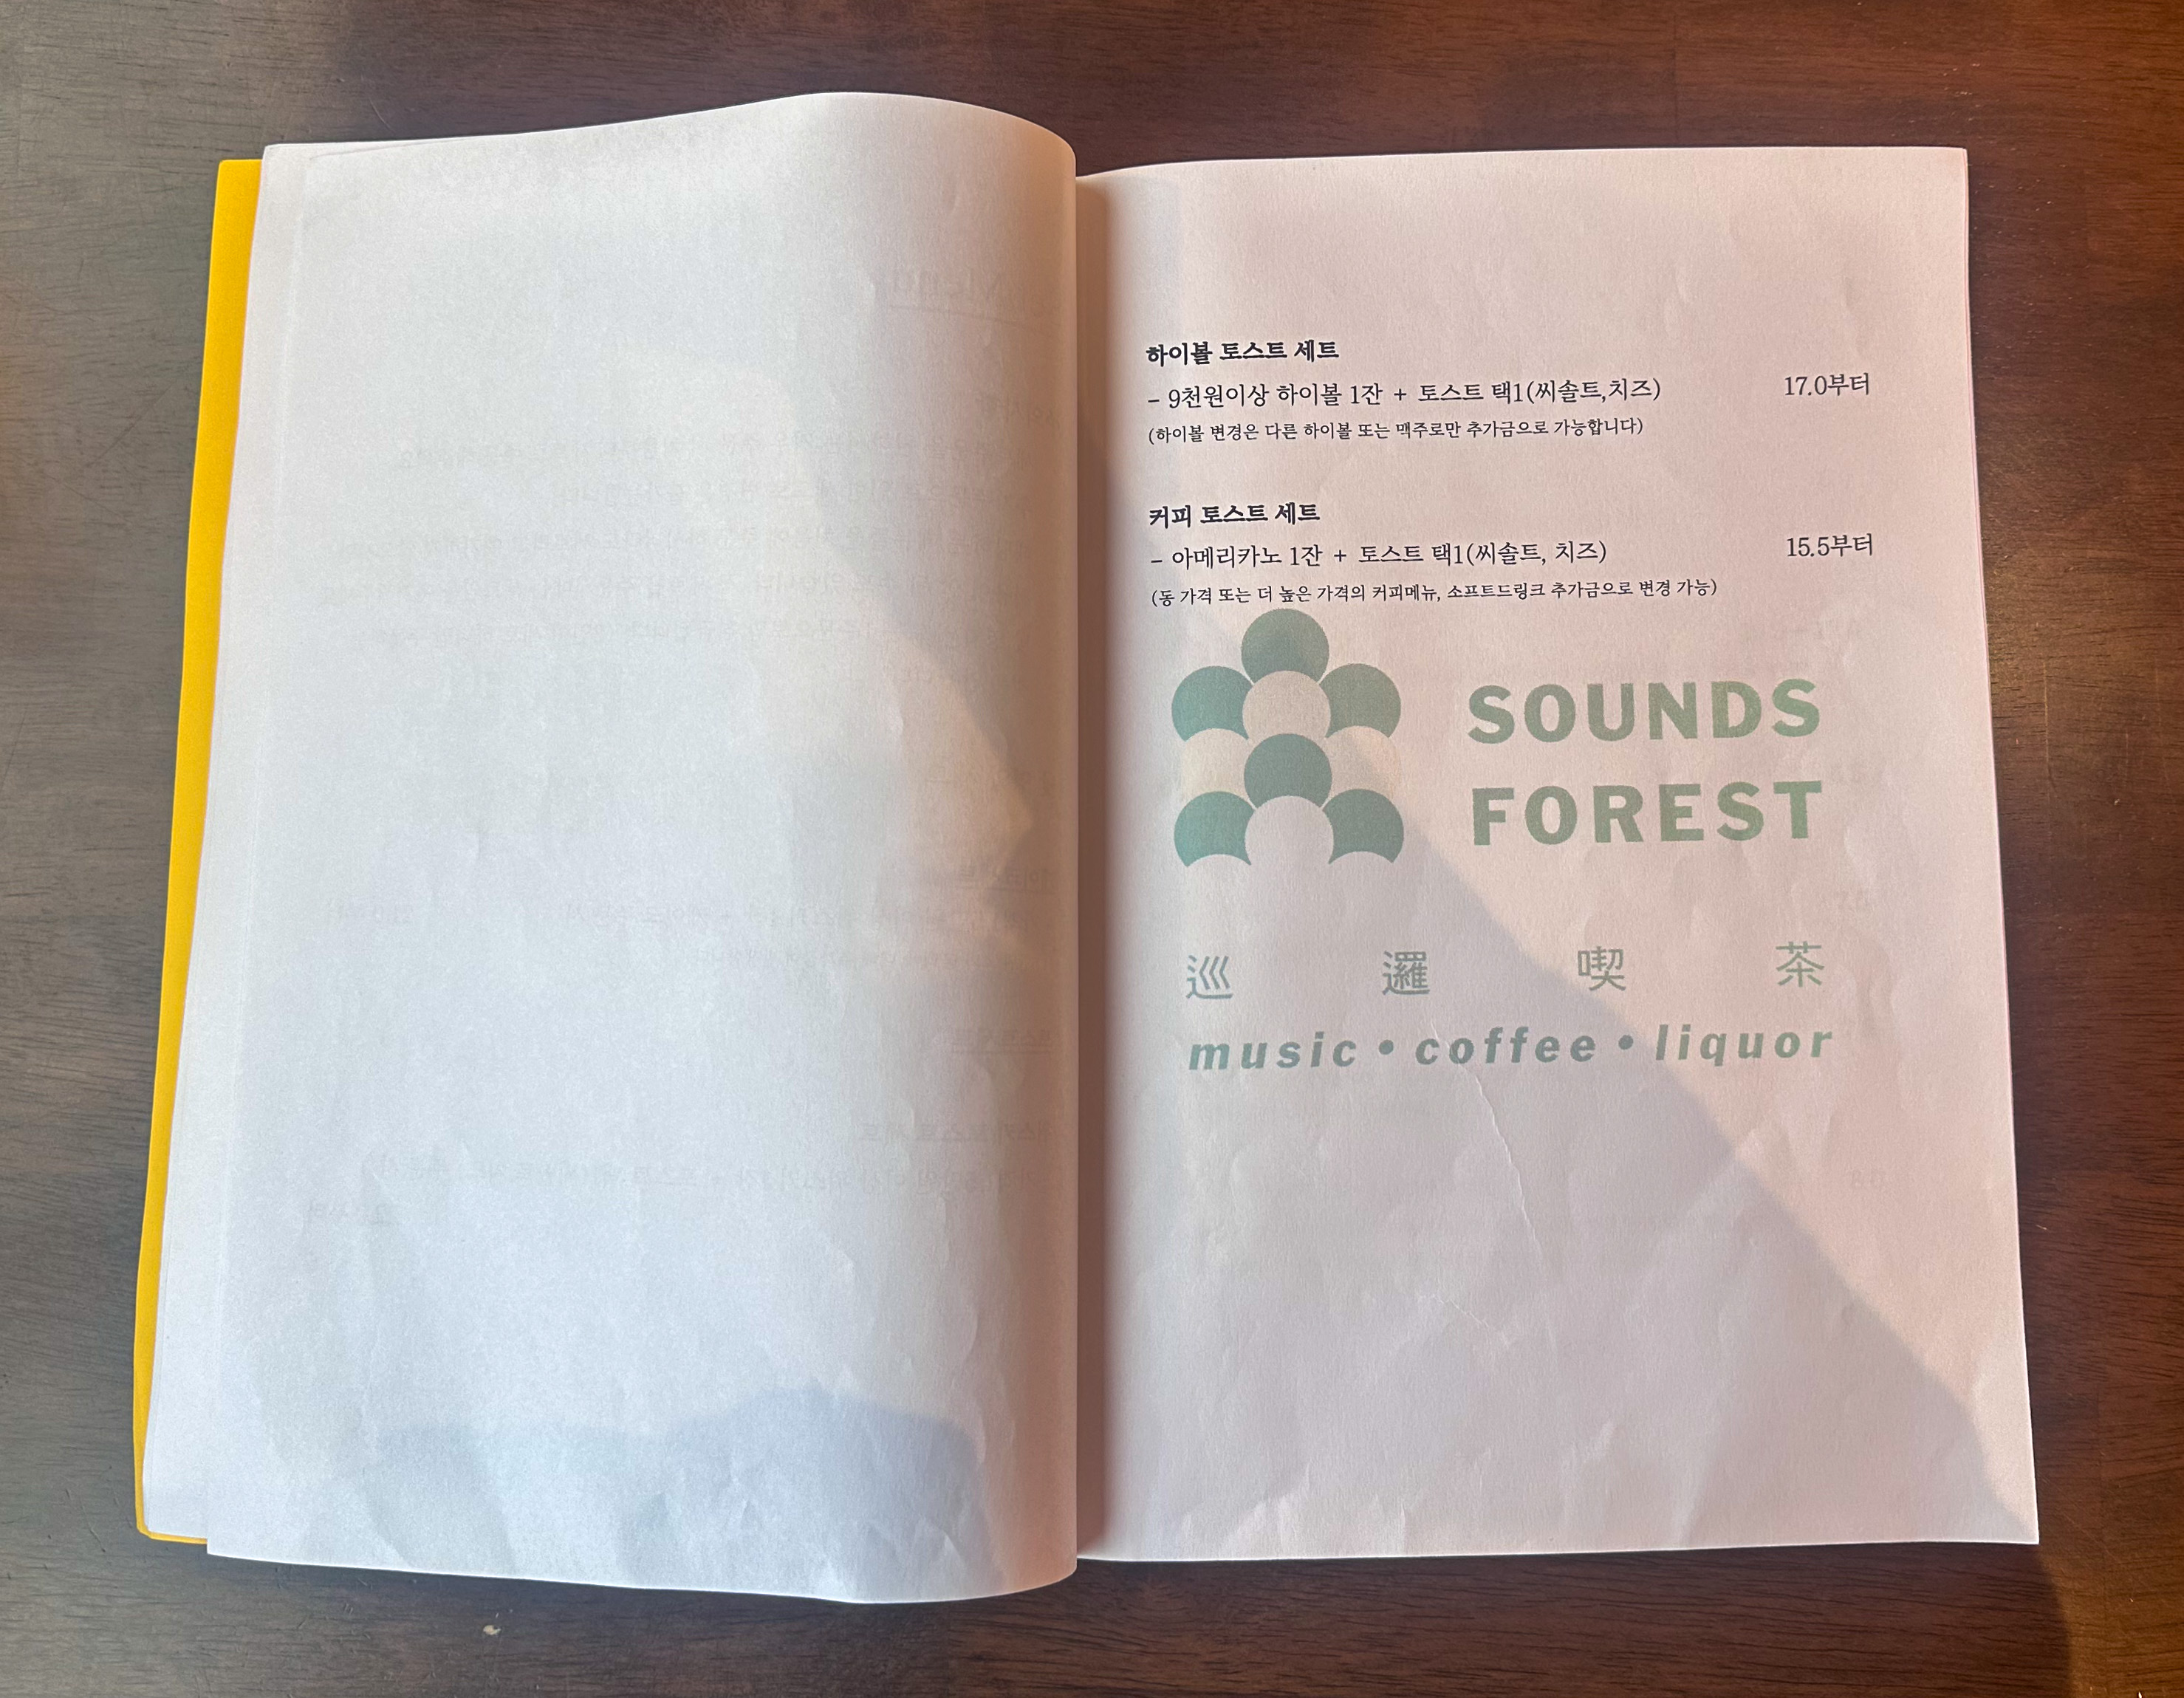 하이볼 토스트 세트
– 9천원이상 하이볼 1잔 + 토스트 택1(씨솔트,치즈) 17.0부터
(하이볼 변경은 다른 하이볼 또는 맥주로만 추가금으로 가능합니다)
커피 토스트 세트
– 아메리카노 1잔 + 토스트 택1(씨솔트, 치즈) 15.5부터
(동 가격 또는 더 높은 가격의 커피메뉴, 소프트드링크 추가금으로 변경 가능)
SOUNDS
FOREST
巡邏喫茶
music • coffee • liquor